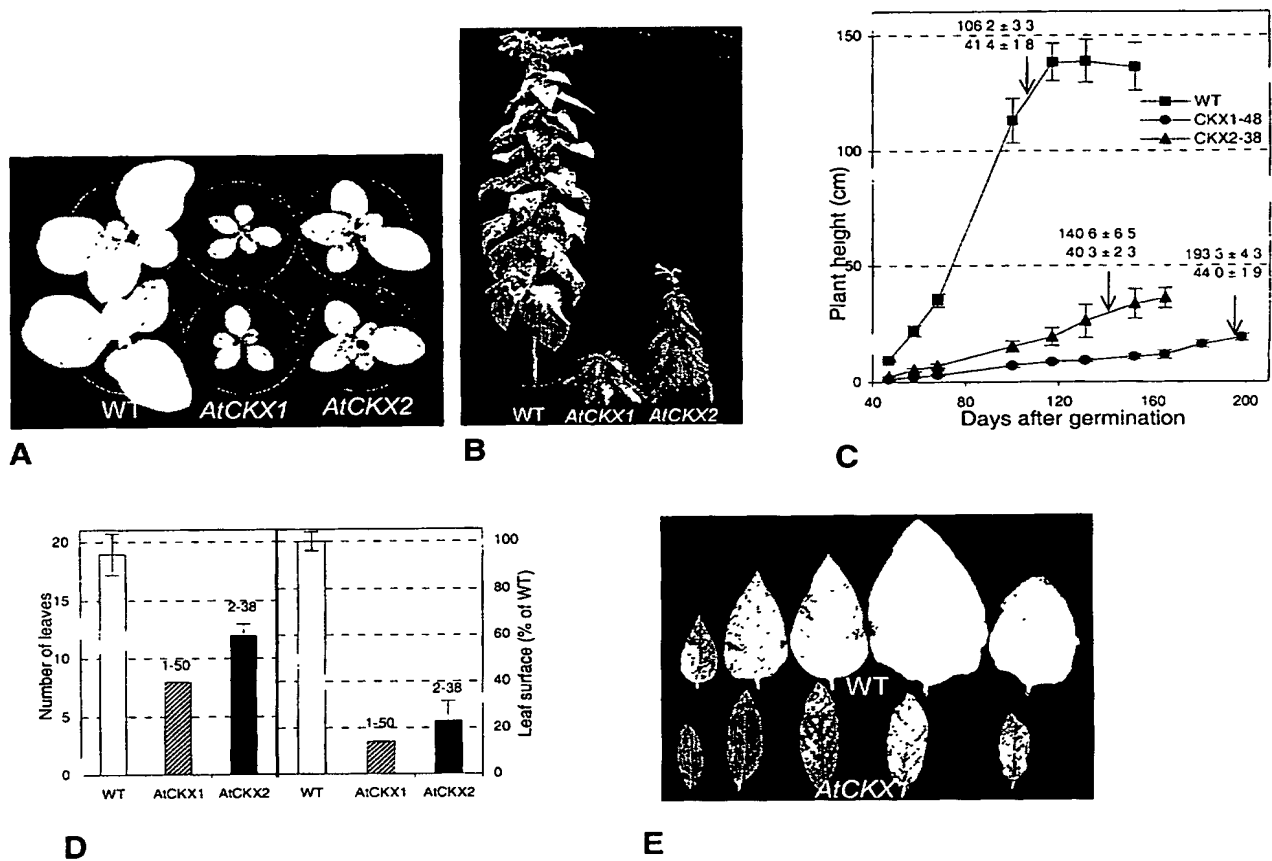 WT AtCKX1 AtCKX2
A
WT AtCKX1 AtCKX2
B
106 2 ± 3 3
41 4 ± 1 8
WT
CKX1-48
CKX2-38
140 6 ± 6 5
40 3 ± 2 3
193 3 ± 4 3
44 0 ± 1 9
Plant height (cm)
150
100
50
0
40 80 120 160 200
Days after germination
C
Number of leaves
20
15
10
5
0
1-50
2-38
1-50
2-38
100
80
60
40
20
0
Leaf surface (% of WT)
WT AtCKX1 AtCKX2 WT AtCKX1 AtCKX2
D
WT
AtCKX1
E